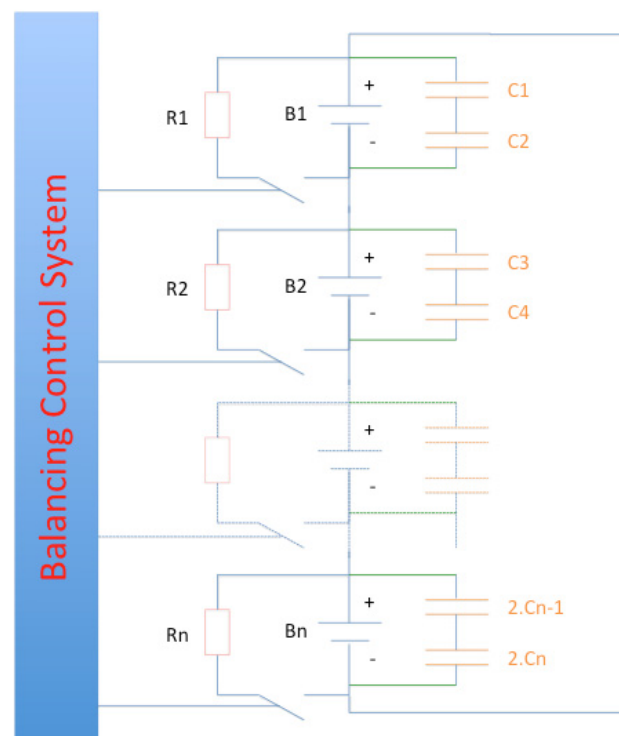 Balancing Control System
+
C1
R1
B1
C2
-
+
C3
R2
B2
C4
-
+
-
+
2.Cn-1
Rn
Bn
2.Cn
-